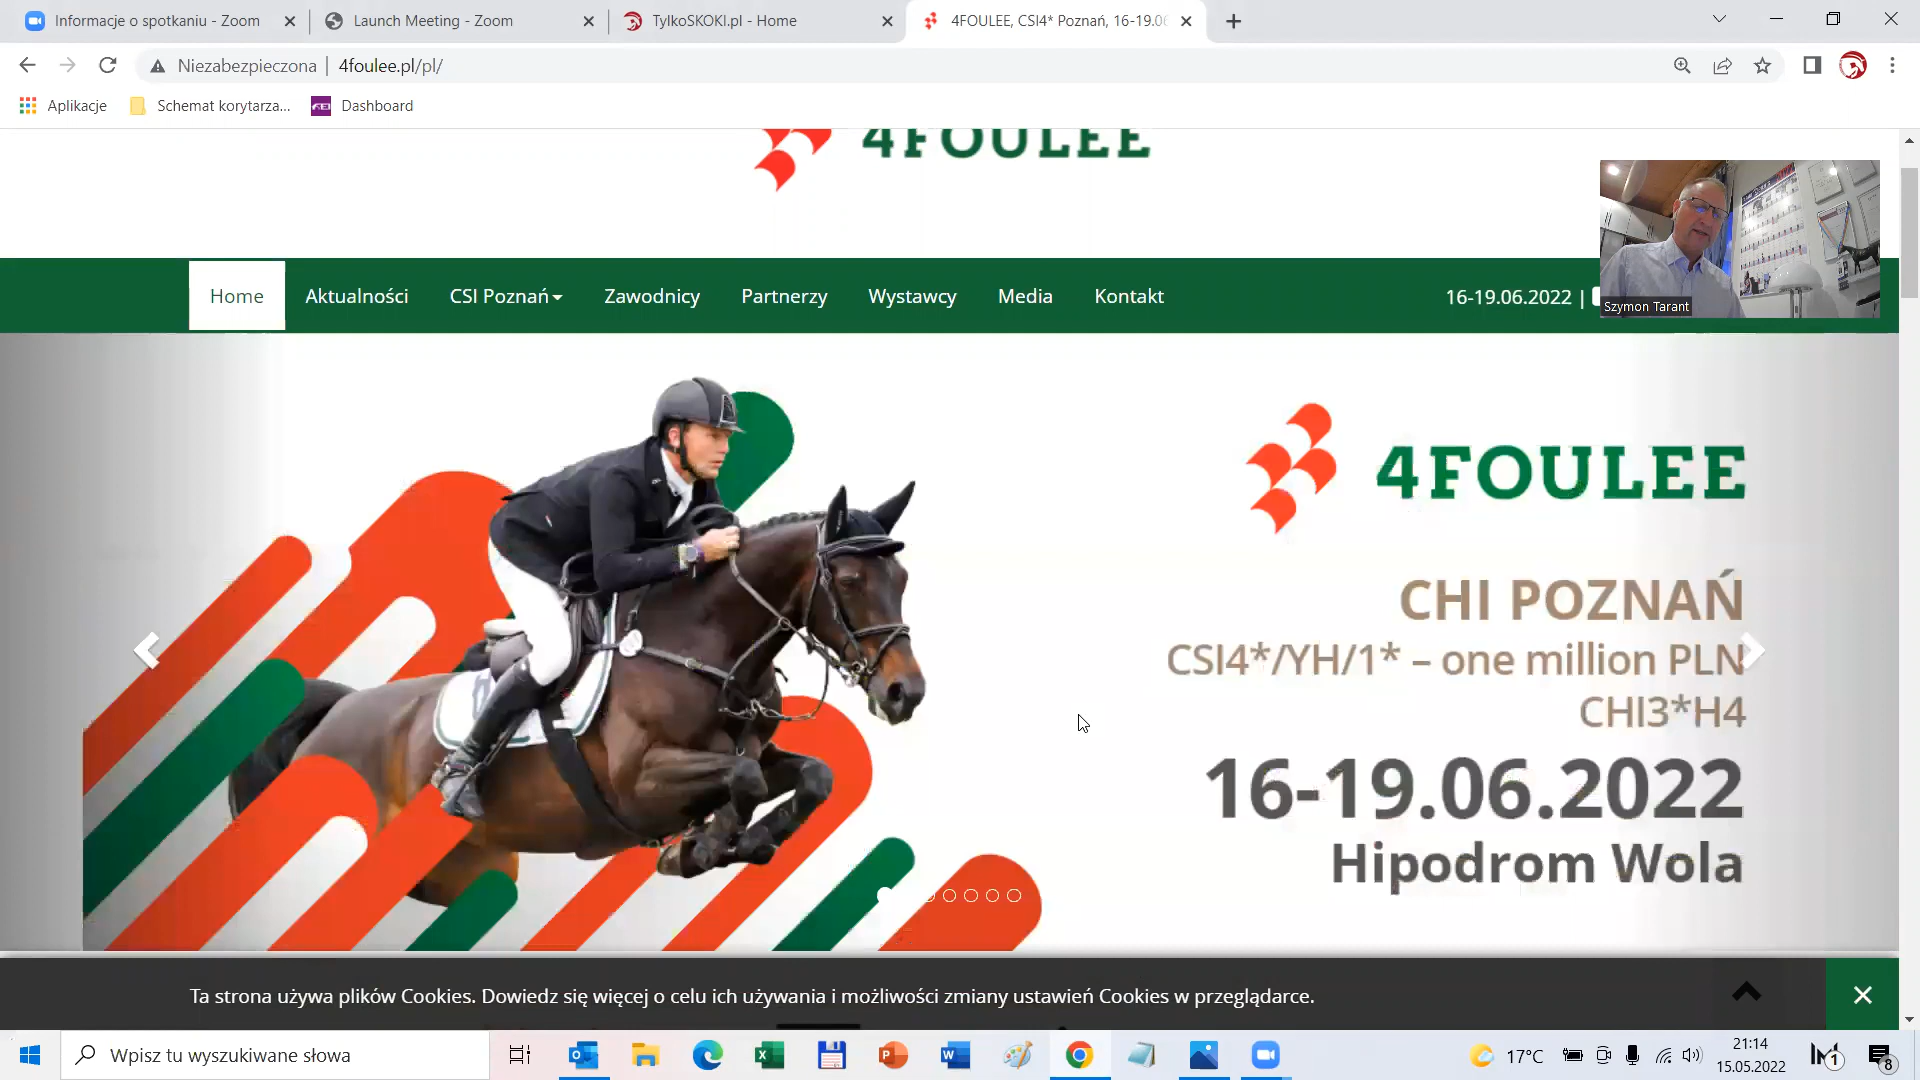 Informacje o spotkaniu - Zoom
Launch Meeting - Zoom
TylkoSKOKI.pl - Home
4FOULEE, CSI4* Poznań, 16-19.06
Niezabezpieczona
4foulee.pl/pl/
Aplikacje
Schemat korytarza...
Dashboard
4FOULEE
Home
Aktualności
CSI Poznań
Zawodnicy
Partnerzy
Wystawcy
Media
Kontakt
16-19.06.2022 |
Szymon Tarant
4FOULEE
CHI POZNAŃ
CSI4*/YH/1* – one million PLN
CHI3*H4
16-19.06.2022
Hipodrom Wola
Ta strona używa plików Cookies. Dowiedz się więcej o celu ich używania i możliwości zmiany ustawień Cookies w przeglądarce.
Wpisz tu wyszukiwane słowa
17°C
21:14
15.05.2022
1
8